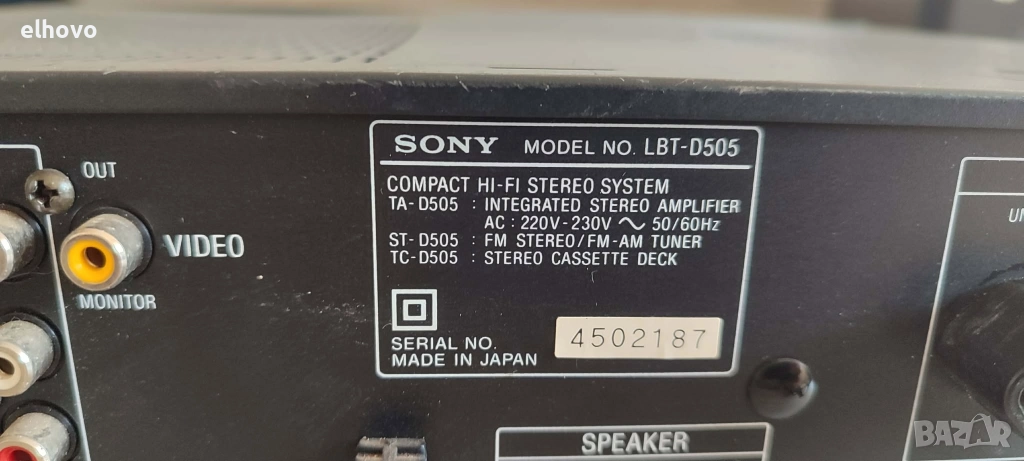 elhovo
OUT
VIDEO
MONITOR
SONY MODEL NO. LBT-D505
COMPACT HI-FI STEREO SYSTEM
TA-D505 : INTEGRATED STEREO AMPLIFIER
AC : 220V-230V ～ 50/60Hz
ST-D505 : FM STEREO/FM-AM TUNER
TC-D505 : STEREO CASSETTE DECK
SERIAL NO. 4502187
MADE IN JAPAN
SPEAKER
BAZAR